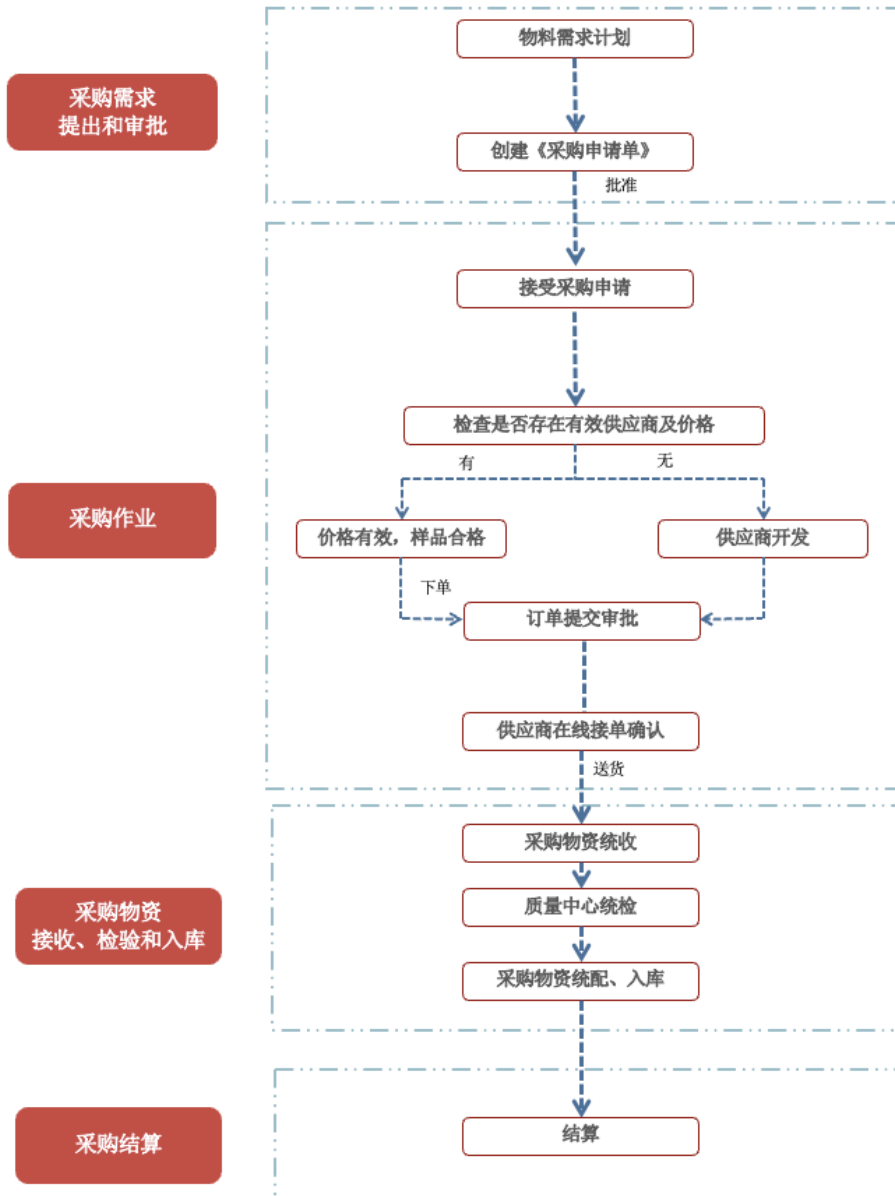 物料需求计划
采购需求
提出和审批
创建《采购申请单》
批准
接受采购申请
检查是否存在有效供应商及价格
有
无
采购作业
价格有效，样品合格
供应商开发
下单
订单提交审批
供应商在线接单确认
送货
采购物资统收
采购物资
接收、检验和入库
质量中心统检
采购物资统配、入库
采购结算
结算